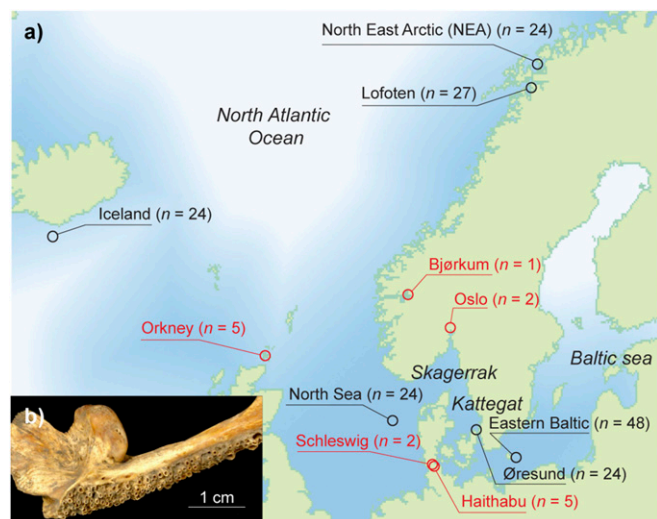 a)
North East Arctic (NEA) (n = 24)
Lofoten (n = 27)
North Atlantic
Ocean
Iceland (n = 24)
Bjørkum (n = 1)
Oslo (n = 2)
Orkney (n = 5)
Skagerrak
Baltic sea
North Sea (n = 24)
Kattegat
Eastern Baltic (n = 48)
b)
Schleswig (n = 2)
Øresund (n = 24)
1 cm
Haithabu (n = 5)